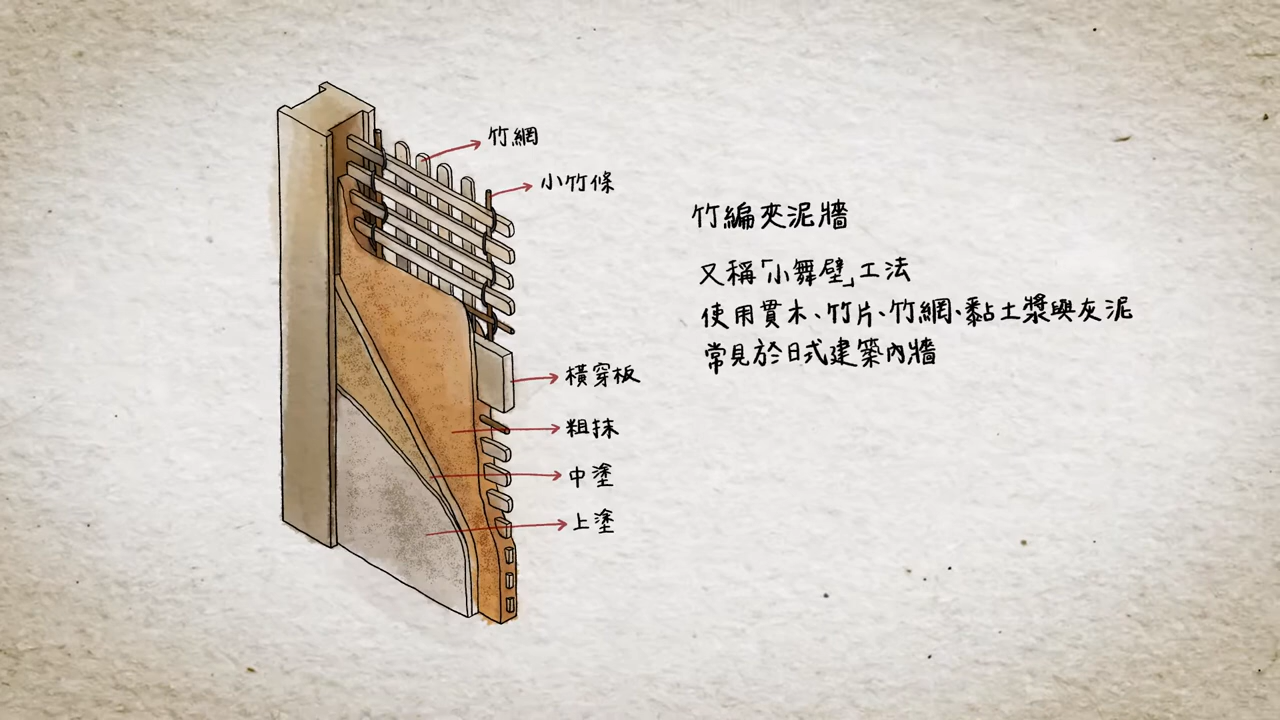 竹網
小竹條
竹編夾泥牆
又稱「小舞壁」工法
使用貫木、竹片、竹網、黏土漿與灰泥
常見於日式建築內牆
橫穿板
粗抹
中塗
上塗